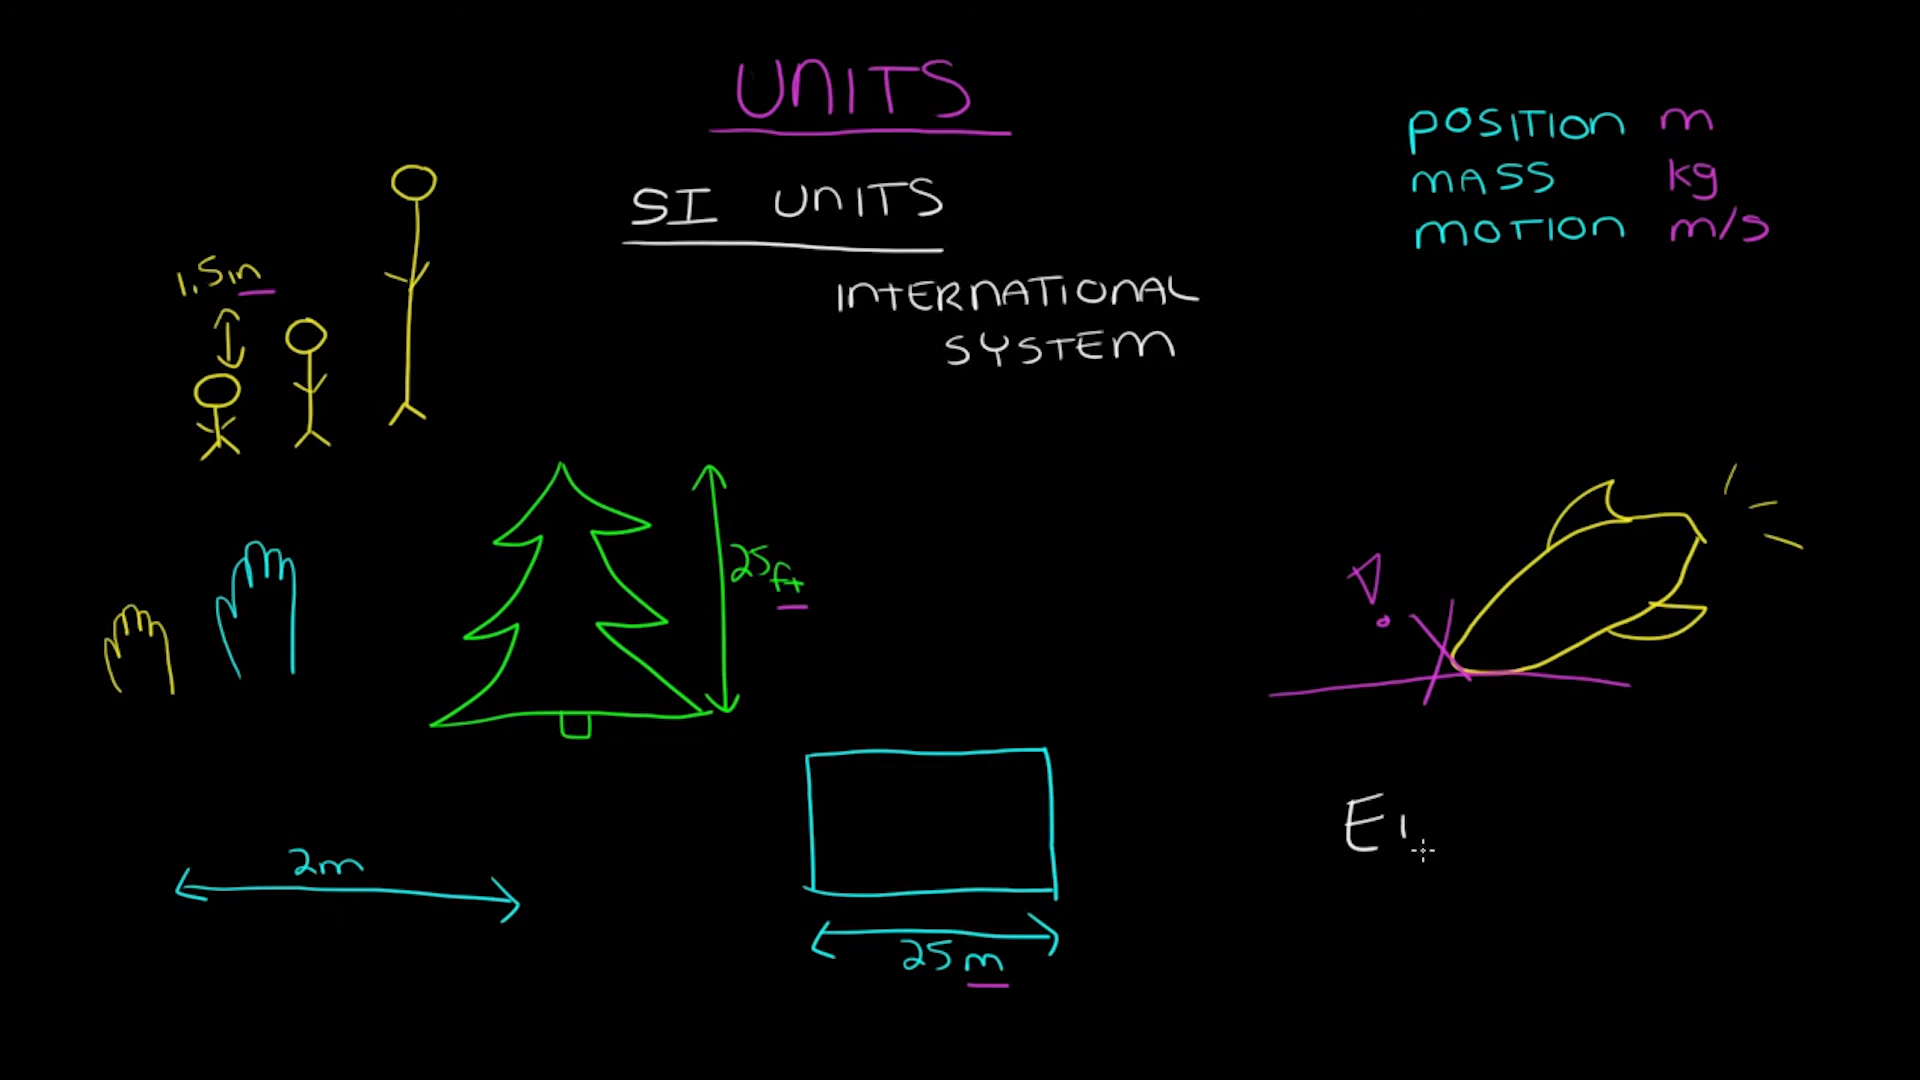 UNITS
SI UNITS
INTERNATIONAL
SYSTEM
POSITION m
MASS kg
MOTION m/s
1.5in
25ft
2m
25m